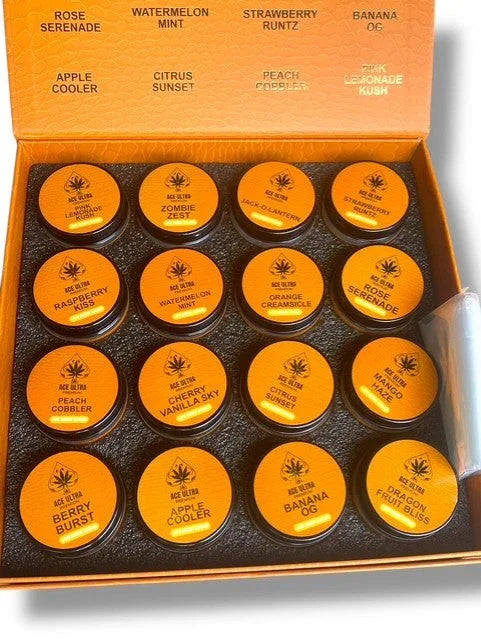 ROSE
SERENADE
WATERMELON
MINT
STRAWBERRY
RUNTZ
BANANA
OG
APPLE
COOLER
CITRUS
SUNSET
PEACH
COBBLER
PINK
LEMONADE
KUSH
ACE ULTRA
PINK
LEMONADE
KUSH
ACE ULTRA
ZOMBIE
ZEST
ACE ULTRA
JACK-O-LANTERN
ACE ULTRA
STRAWBERRY
RUNTZ
ACE ULTRA
RASPBERRY
KISS
ACE ULTRA
WATERMELON
MINT
ACE ULTRA
ORANGE
CREAMSICLE
ACE ULTRA
ROSE
SERENADE
ACE ULTRA
PREMIUM
PEACH
COBBLER
ACE ULTRA
CHERRY
VANILLA SKY
ACE ULTRA
CITRUS
SUNSET
ACE ULTRA
MANGO
HAZE
ACE ULTRA
PREMIUM
BERRY
BURST
ACE ULTRA
PREMIUM
APPLE
COOLER
ACE ULTRA
PREMIUM
BANANA
OG
ACE ULTRA
DRAGON
FRUIT BLISS